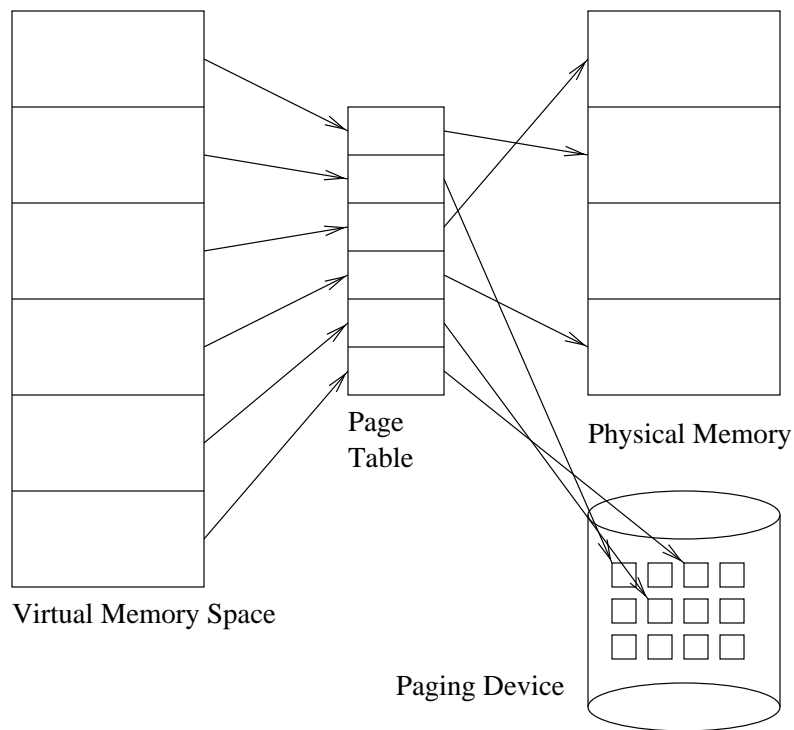 Page
Table
Physical Memory
Virtual Memory Space
Paging Device